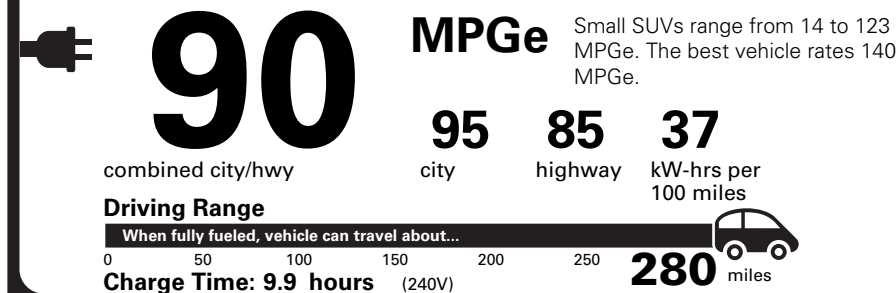 90
MPGe
Small SUVs range from 14 to 123
MPGe. The best vehicle rates 140
MPGe.
combined city/hwy
95
city
85
highway
37
kW-hrs per
100 miles
Driving Range
When fully fueled, vehicle can travel about...
0 50 100 150 200 250 280 miles
Charge Time: 9.9 hours (240V)